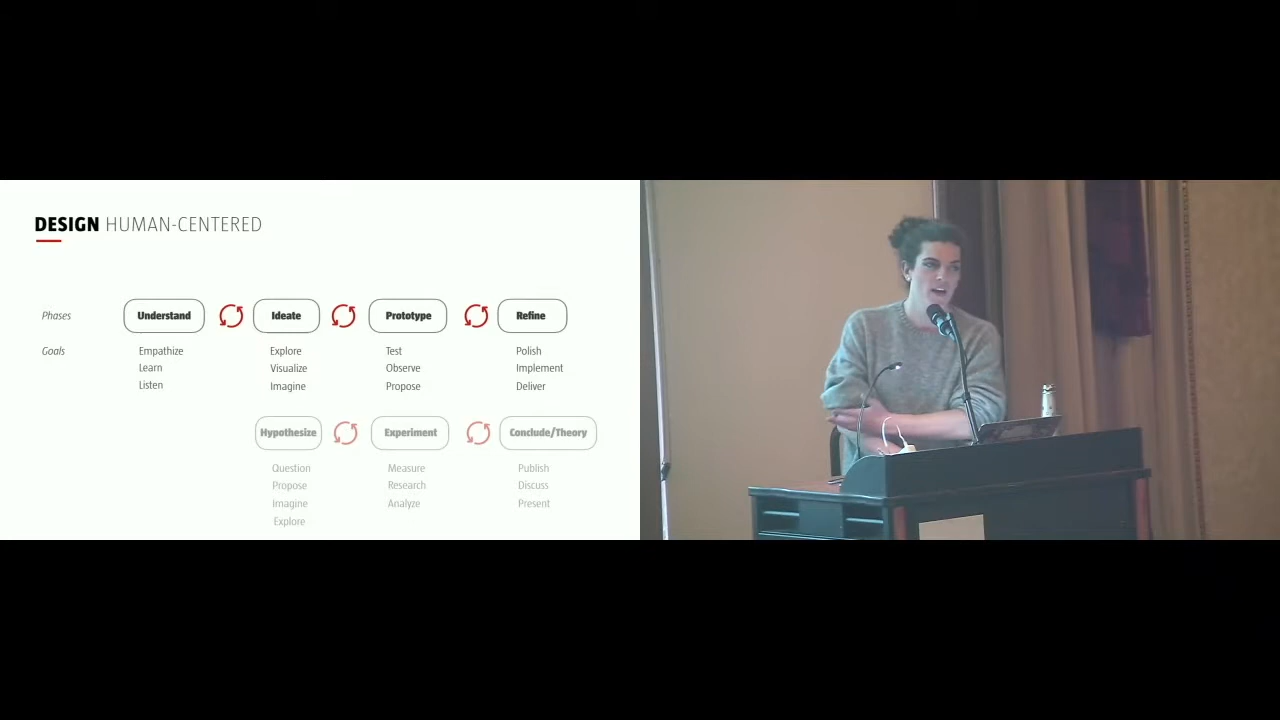 DESIGN HUMAN-CENTERED
Phases Understand Ideate Prototype Refine
Goals Empathize Explore Test Polish
Learn Visualize Observe Implement
Listen Imagine Propose Deliver
Hypothesize Experiment Conclude/Theory
Question Measure Publish
Propose Research Discuss
Imagine Analyze Present
Explore